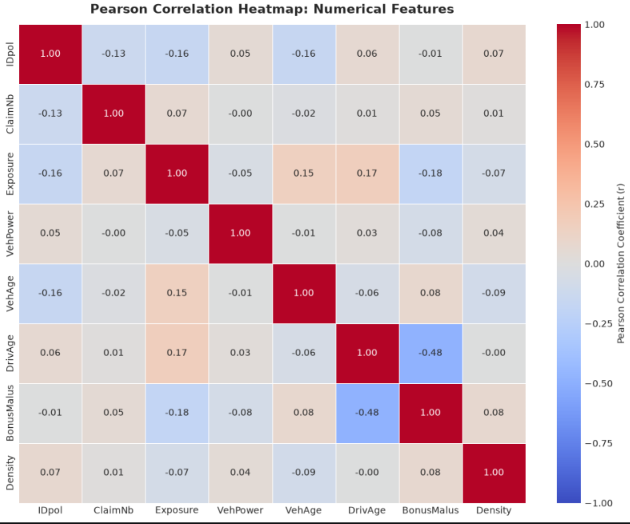 Pearson Correlation Heatmap: Numerical Features
IDpol 1.00 -0.13 -0.16 0.05 -0.16 0.06 -0.01 0.07
ClaimNb -0.13 1.00 0.07 -0.00 -0.02 0.01 0.05 0.01
Exposure -0.16 0.07 1.00 -0.05 0.15 0.17 -0.18 -0.07
VehPower 0.05 -0.00 -0.05 1.00 -0.01 0.03 -0.08 0.04
VehAge -0.16 -0.02 0.15 -0.01 1.00 -0.06 0.08 -0.09
DrivAge 0.06 0.01 0.17 0.03 -0.06 1.00 -0.48 -0.00
BonusMalus -0.01 0.05 -0.18 -0.08 0.08 -0.48 1.00 0.08
Density 0.07 0.01 -0.07 0.04 -0.09 -0.00 0.08 1.00
IDpol ClaimNb Exposure VehPower VehAge DrivAge BonusMalus Density
1.00
0.75
0.50
0.25
0.00
−0.25
−0.50
−0.75
−1.00
Pearson Correlation Coefficient (r)